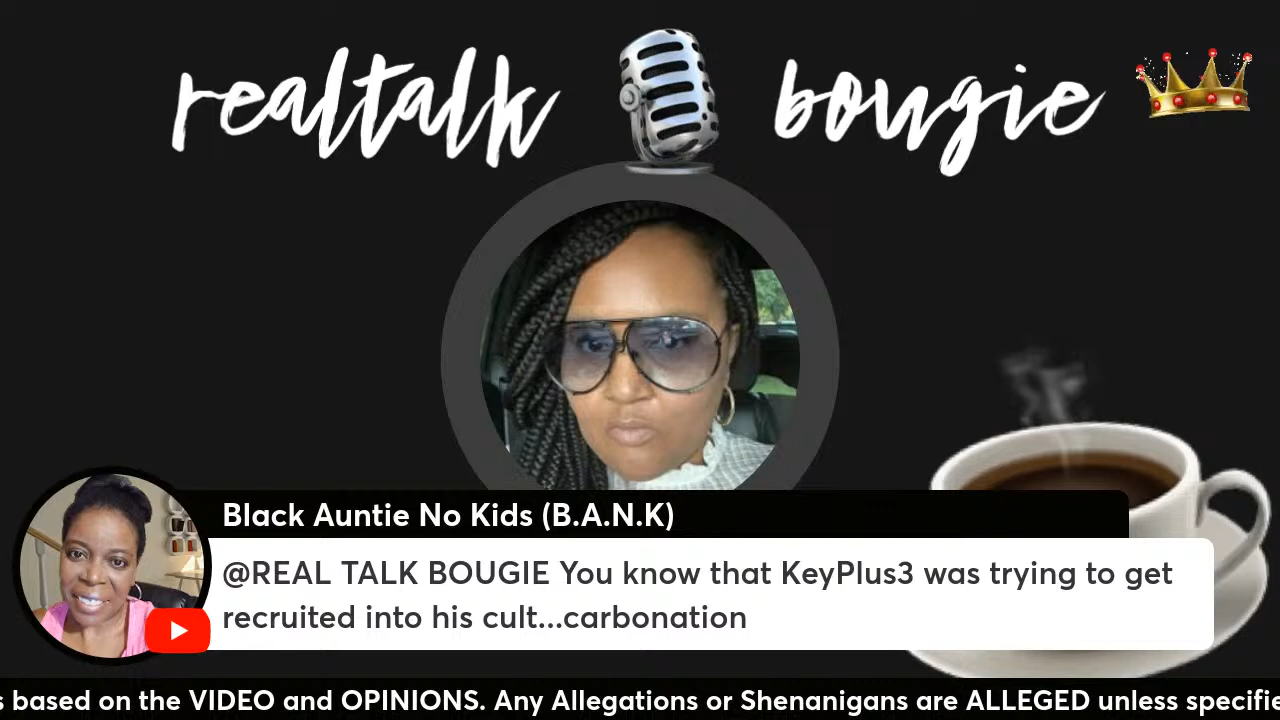 realtalk bougie
Black Auntie No Kids (B.A.N.K)
@REAL TALK BOUGIE You know that KeyPlus3 was trying to get
recruited into his cult...carbonation
s based on the VIDEO and OPINIONS. Any Allegations or Shenanigans are ALLEGED unless specifie